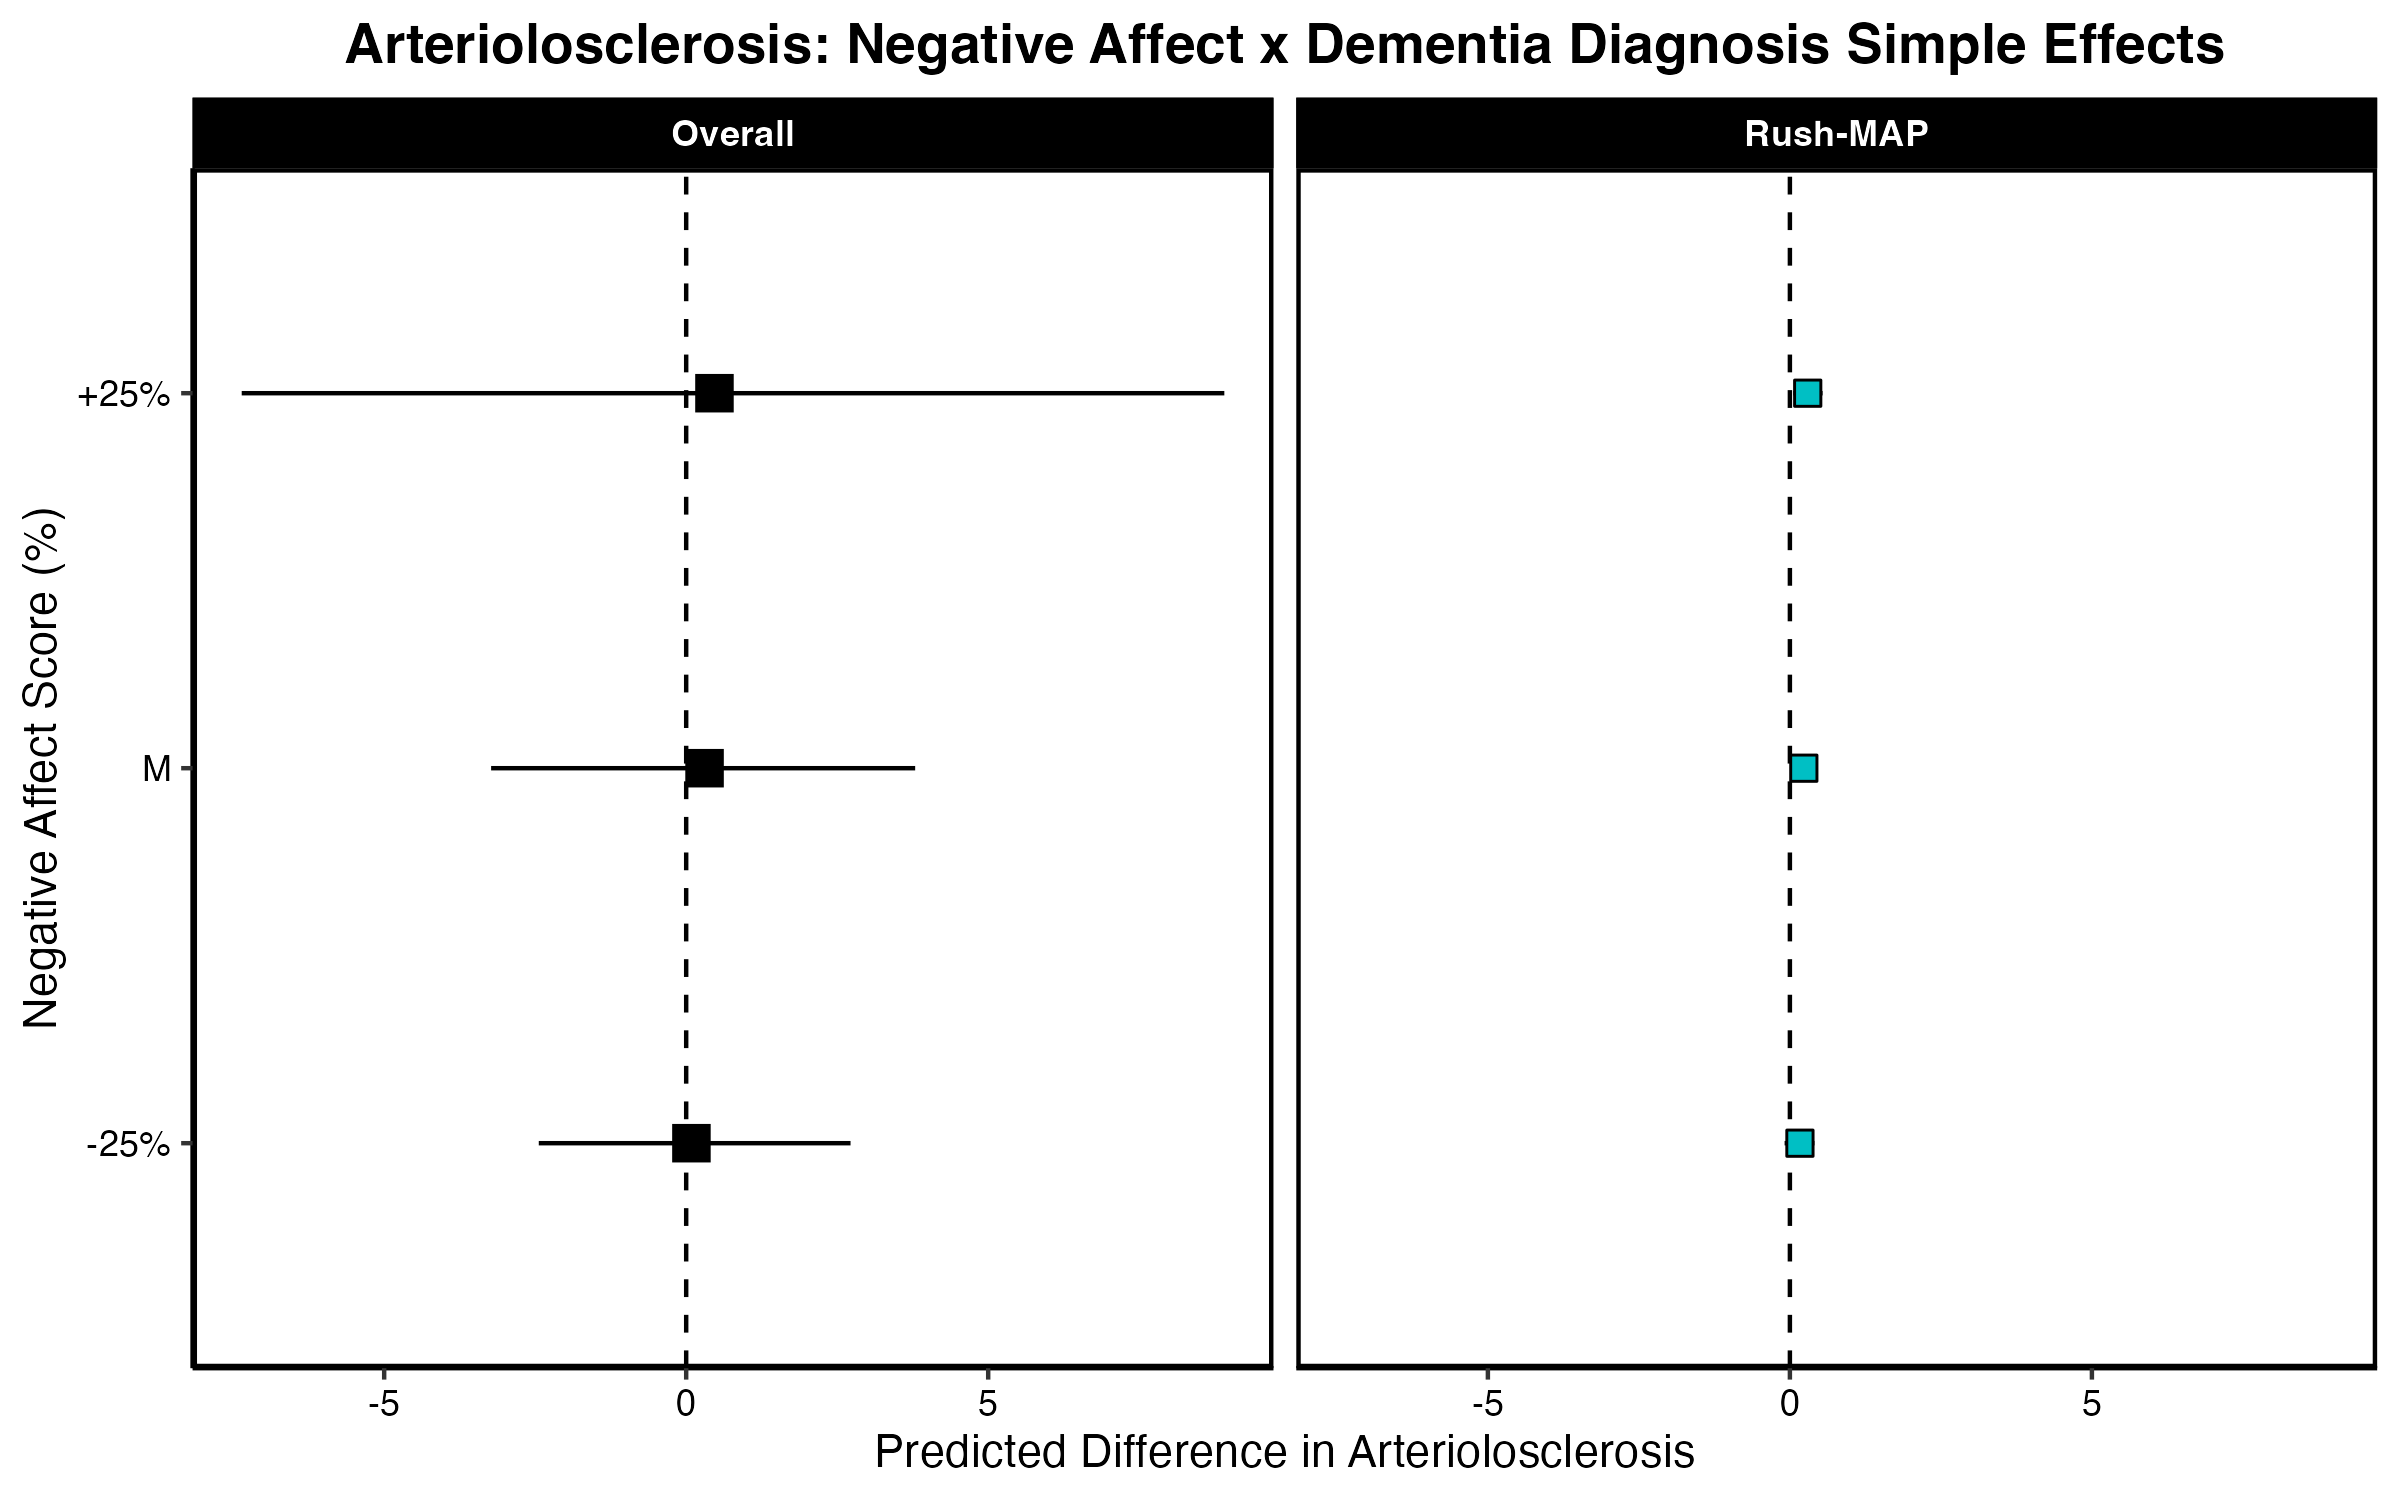 Arteriolosclerosis: Negative Affect x Dementia Diagnosis Simple Effects
Overall
Rush-MAP
Negative Affect Score (%)
+25%
M
-25%
-5 0 5
-5 0 5
Predicted Difference in Arteriolosclerosis